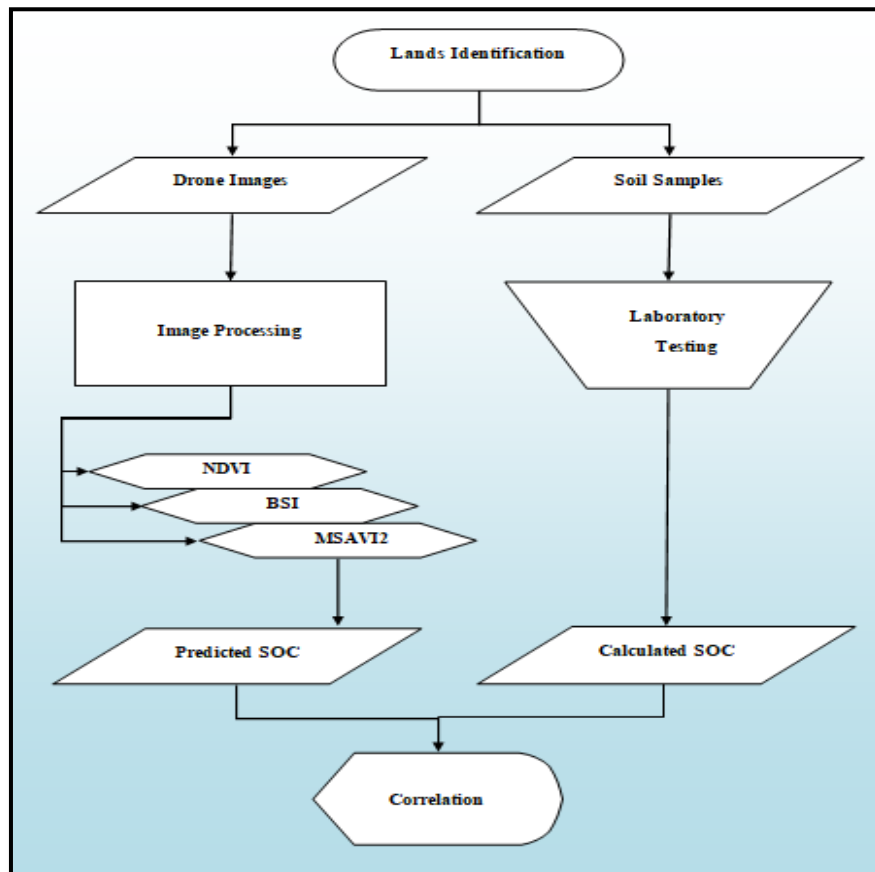 Lands Identification
Drone Images
Soil Samples
Image Processing
Laboratory
Testing
NDVI
BSI
MSAVI2
Predicted SOC
Calculated SOC
Correlation